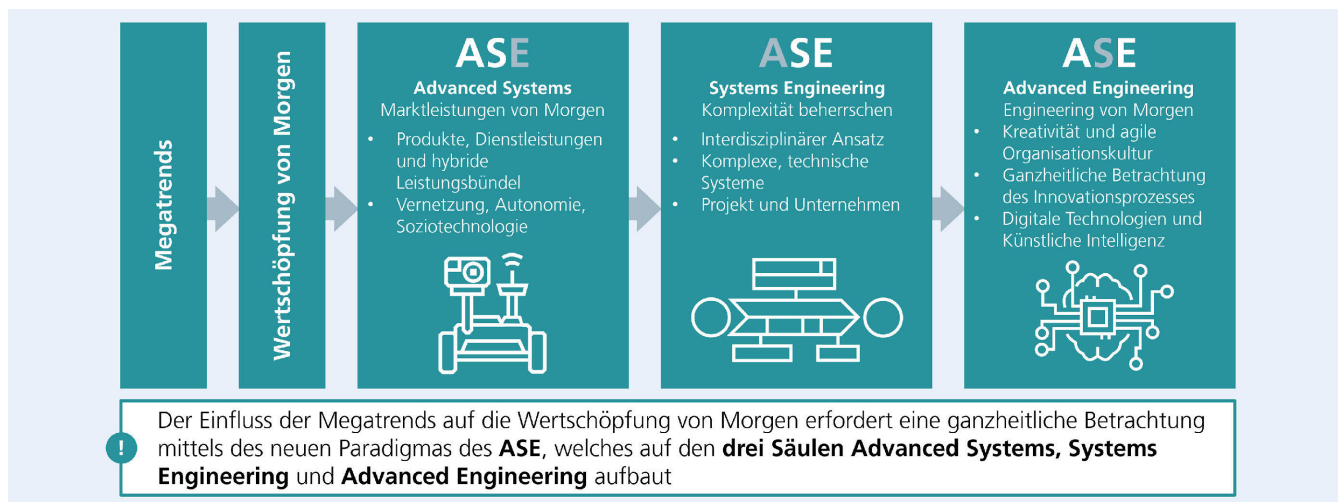 Megatrends
Wertschöpfung von Morgen
ASE
Advanced Systems
Marktleistungen von Morgen
• Produkte, Dienstleistungen
und hybride
Leistungsbündel
• Vernetzung, Autonomie,
Soziotechnologie
ASE
Systems Engineering
Komplexität beherrschen
• Interdisziplinärer Ansatz
• Komplexe, technische
Systeme
• Projekt und Unternehmen
ASE
Advanced Engineering
Engineering von Morgen
• Kreativität und agile
Organisationskultur
• Ganzheitliche Betrachtung
des Innovationsprozesses
• Digitale Technologien und
Künstliche Intelligenz
!
Der Einfluss der Megatrends auf die Wertschöpfung von Morgen erfordert eine ganzheitliche Betrachtung
mittels des neuen Paradigmas des ASE, welches auf den drei Säulen Advanced Systems, Systems
Engineering und Advanced Engineering aufbaut